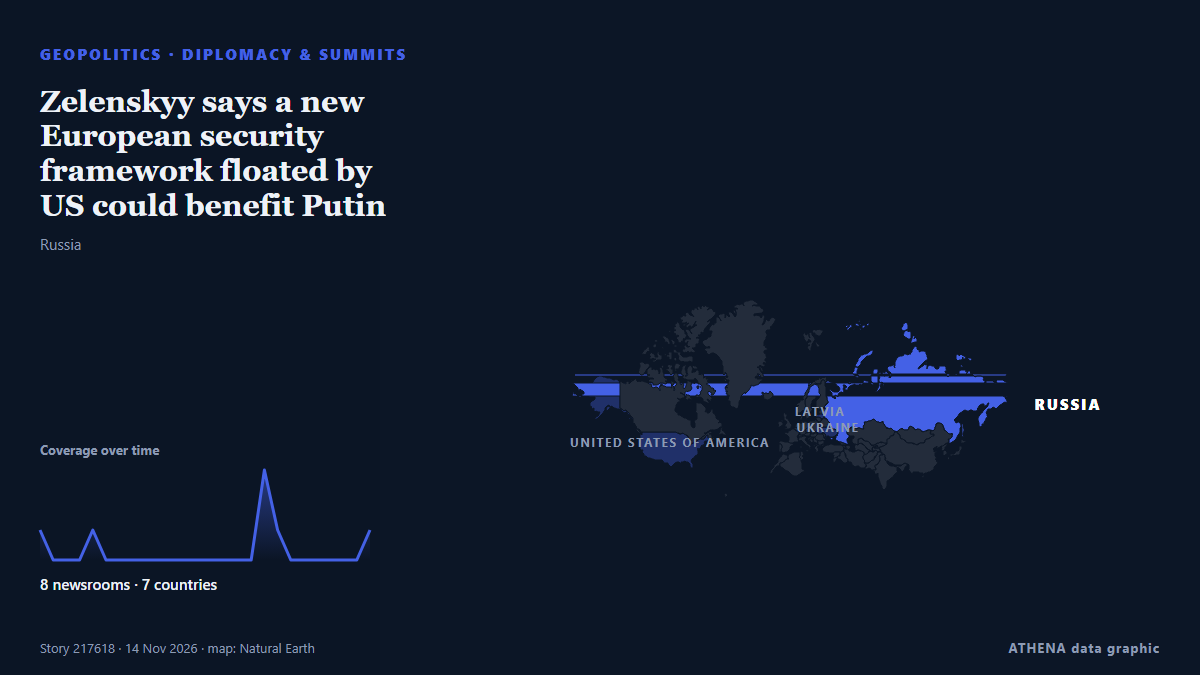 GEOPOLITICS · DIPLOMACY & SUMMITS
Zelenskyy says a new
European security
framework floated by
US could benefit Putin
Russia
LATVIA
UKRAINE
UNITED STATES OF AMERICA
RUSSIA
Coverage over time
8 newsrooms · 7 countries
Story 217618 · 14 Nov 2026 · map: Natural Earth
ATHENA data graphic